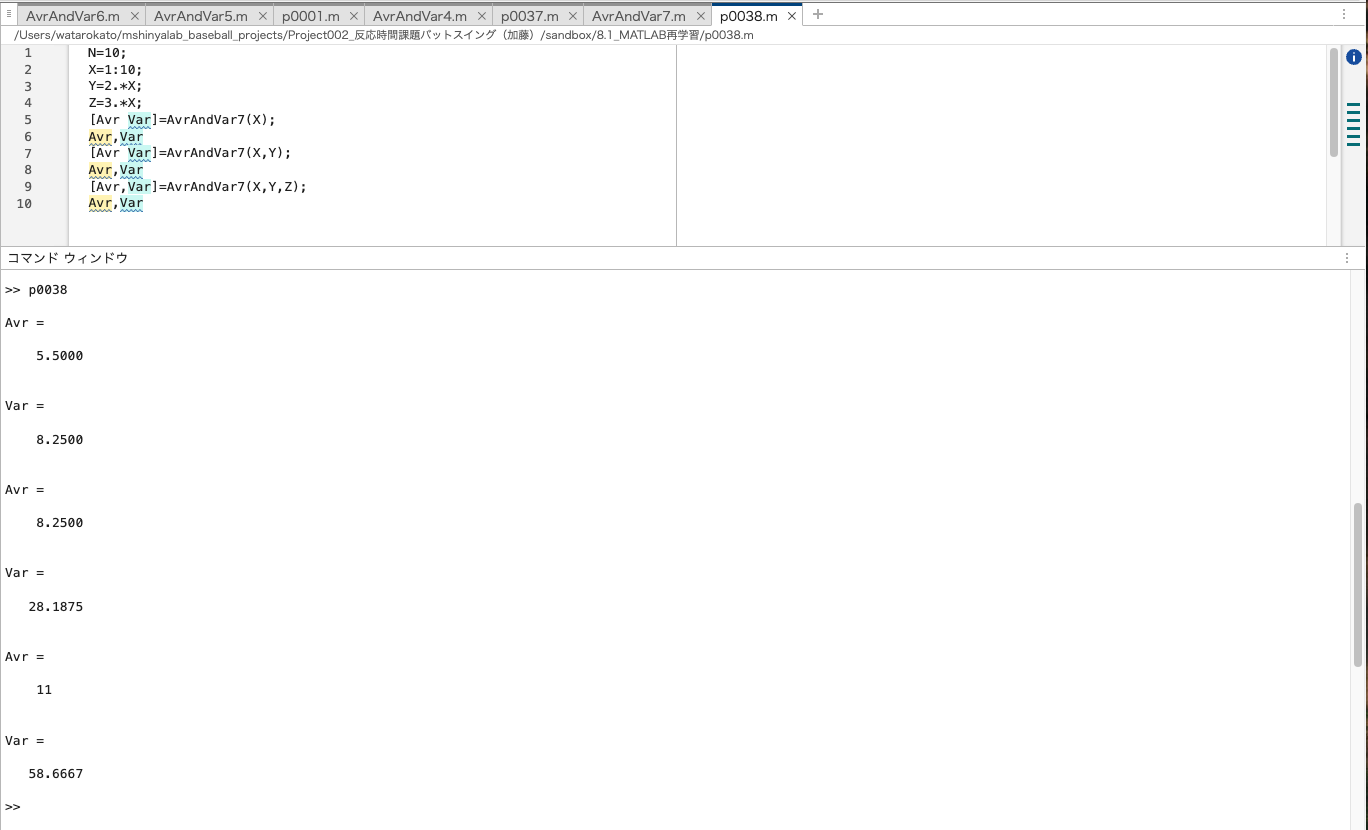 AvrAndVar6.m × AvrAndVar5.m × p0001.m × AvrAndVar4.m × p0037.m × AvrAndVar7.m × p0038.m × +
/Users/watarokato/mshinyalab_baseball_projects/Project002_反応時間課題バットスイング（加藤）/sandbox/8.1_MATLAB再学習/p0038.m
1 N=10;
2 X=1:10;
3 Y=2.*X;
4 Z=3.*X;
5 [Avr Var]=AvrAndVar7(X);
6 Avr,Var
7 [Avr Var]=AvrAndVar7(X,Y);
8 Avr,Var
9 [Avr,Var]=AvrAndVar7(X,Y,Z);
10 Avr,Var
コマンド ウィンドウ
>> p0038
Avr =
5.5000
Var =
8.2500
Avr =
8.2500
Var =
28.1875
Avr =
11
Var =
58.6667
>>